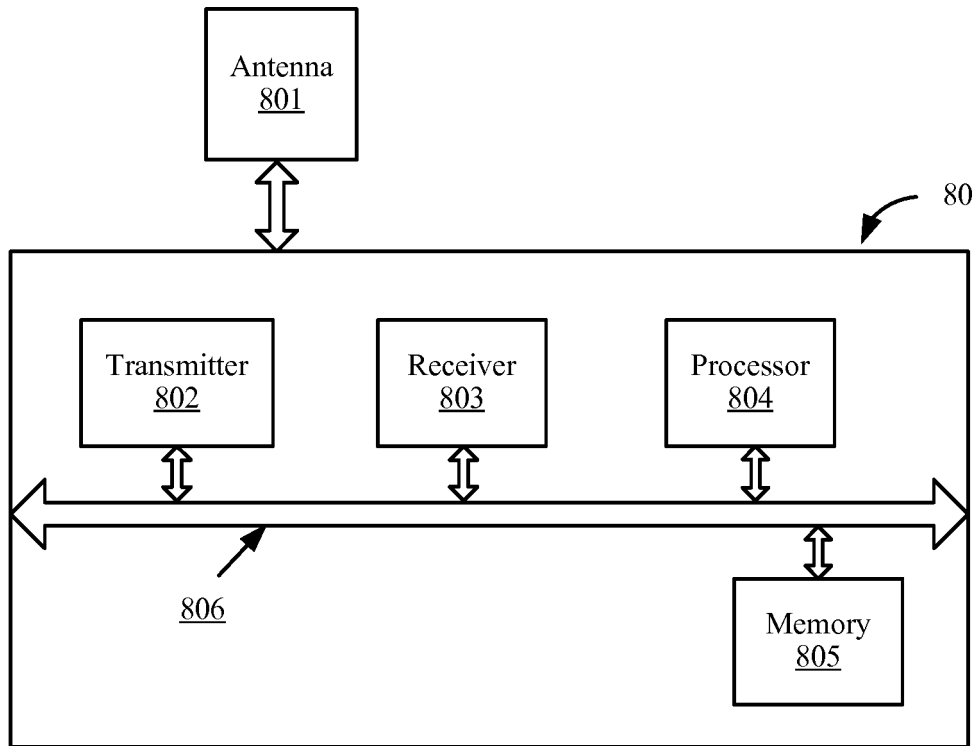 Antenna
801
80
Transmitter
802
Receiver
803
Processor
804
806
Memory
805